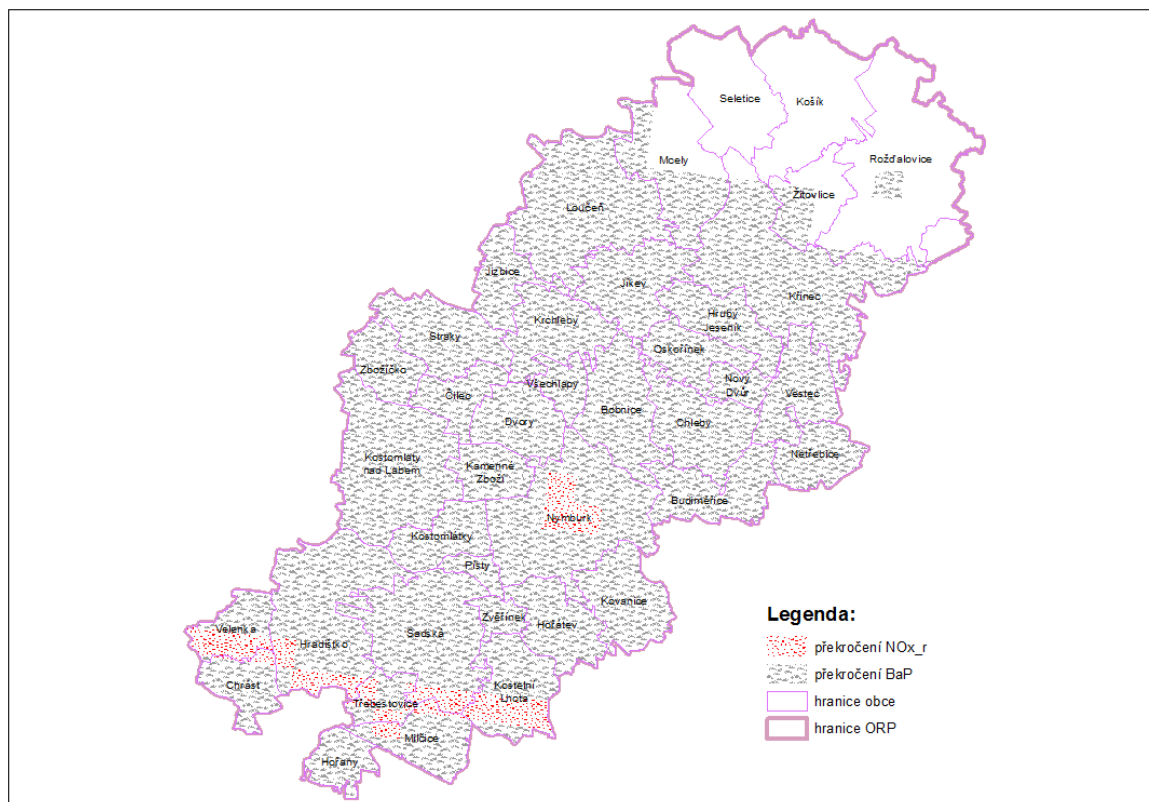 Seletice
Košík
Mcely
Rožďalovice
Žitovlice
Loučeň
Jizbice
Jíkev
Křinec
Krchleby
Hrubý
Jeseník
Straky
Oskořínek
Zbožíčko
Všechlapy
Čilec
Nový
Dvůr
Vestec
Bobnice
Dvory
Chleby
Netřebice
Kostomlaty
nad Labem
Kamenné
Zboží
Budiměřice
Nymburk
Kostomlátky
Písty
Kovanice
Zvěřínek
Hořátev
Velenka
Sadská
Hradištko
Chrást
Kostelní
Lhota
Třebestovice
Milčice
Hořany
Legenda:
překročení NOx_r
překročení BaP
hranice obce
hranice ORP